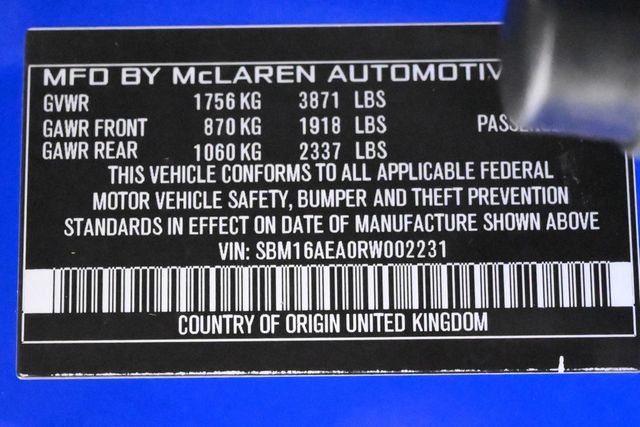 MFD BY McLAREN
GVWR 1756 KG 3871 LBS
GAWR FRONT 870 KG 1918 LBS
GAWR REAR 1060 KG 2337 LBS
THIS VEHICLE CONFORMS TO ALL APPLICABLE FEDERAL
MOTOR VEHICLE SAFETY, BUMPER AND THEFT PREVENTION
STANDARDS IN EFFECT ON DATE OF MANUFACTURE SHOWN ABOVE
VIN: SBM16AEA0RW002231
COUNTRY OF ORIGIN UNITED KINGDOM